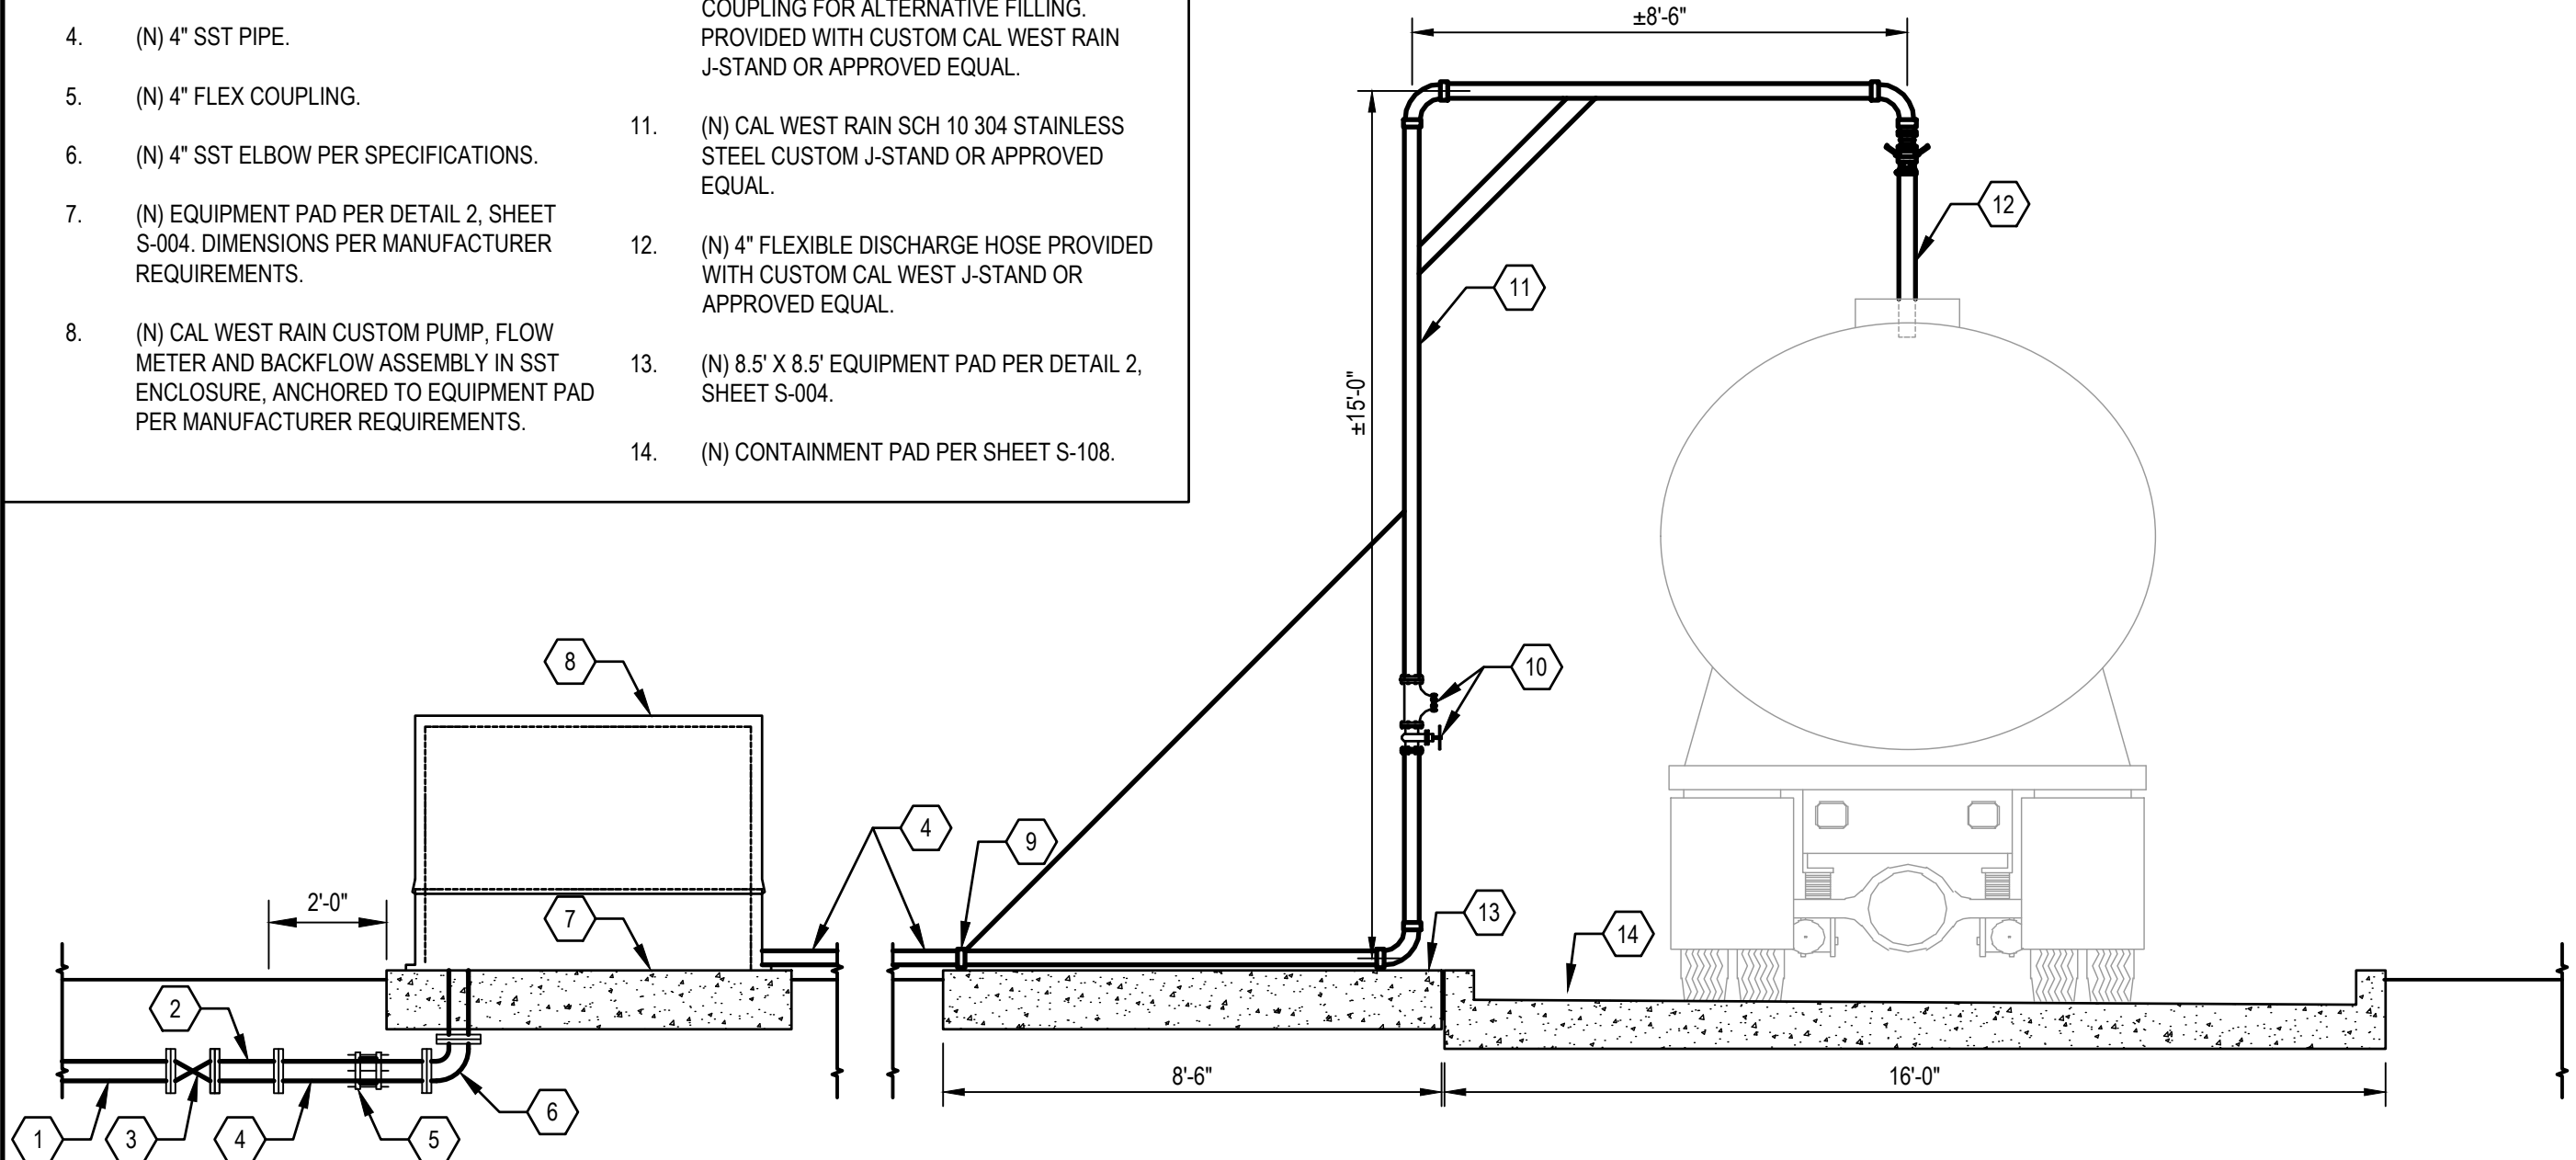 4. (N) 4" SST PIPE.
5. (N) 4" FLEX COUPLING.
6. (N) 4" SST ELBOW PER SPECIFICATIONS.
7. (N) EQUIPMENT PAD PER DETAIL 2, SHEET
S-004. DIMENSIONS PER MANUFACTURER
REQUIREMENTS.
8. (N) CAL WEST RAIN CUSTOM PUMP, FLOW
METER AND BACKFLOW ASSEMBLY IN SST
ENCLOSURE, ANCHORED TO EQUIPMENT PAD
PER MANUFACTURER REQUIREMENTS.
COUPLING FOR ALTERNATIVE FILLING.
PROVIDED WITH CUSTOM CAL WEST RAIN
J-STAND OR APPROVED EQUAL.
11. (N) CAL WEST RAIN SCH 10 304 STAINLESS
STEEL CUSTOM J-STAND OR APPROVED
EQUAL.
12. (N) 4" FLEXIBLE DISCHARGE HOSE PROVIDED
WITH CUSTOM CAL WEST J-STAND OR
APPROVED EQUAL.
13. (N) 8.5' X 8.5' EQUIPMENT PAD PER DETAIL 2,
SHEET S-004.
14. (N) CONTAINMENT PAD PER SHEET S-108.
±8'-6"
12
11
±15'-0"
8
10
4
9
2'-0"
7
13
14
2
8'-6"
16'-0"
6
1
3
4
5